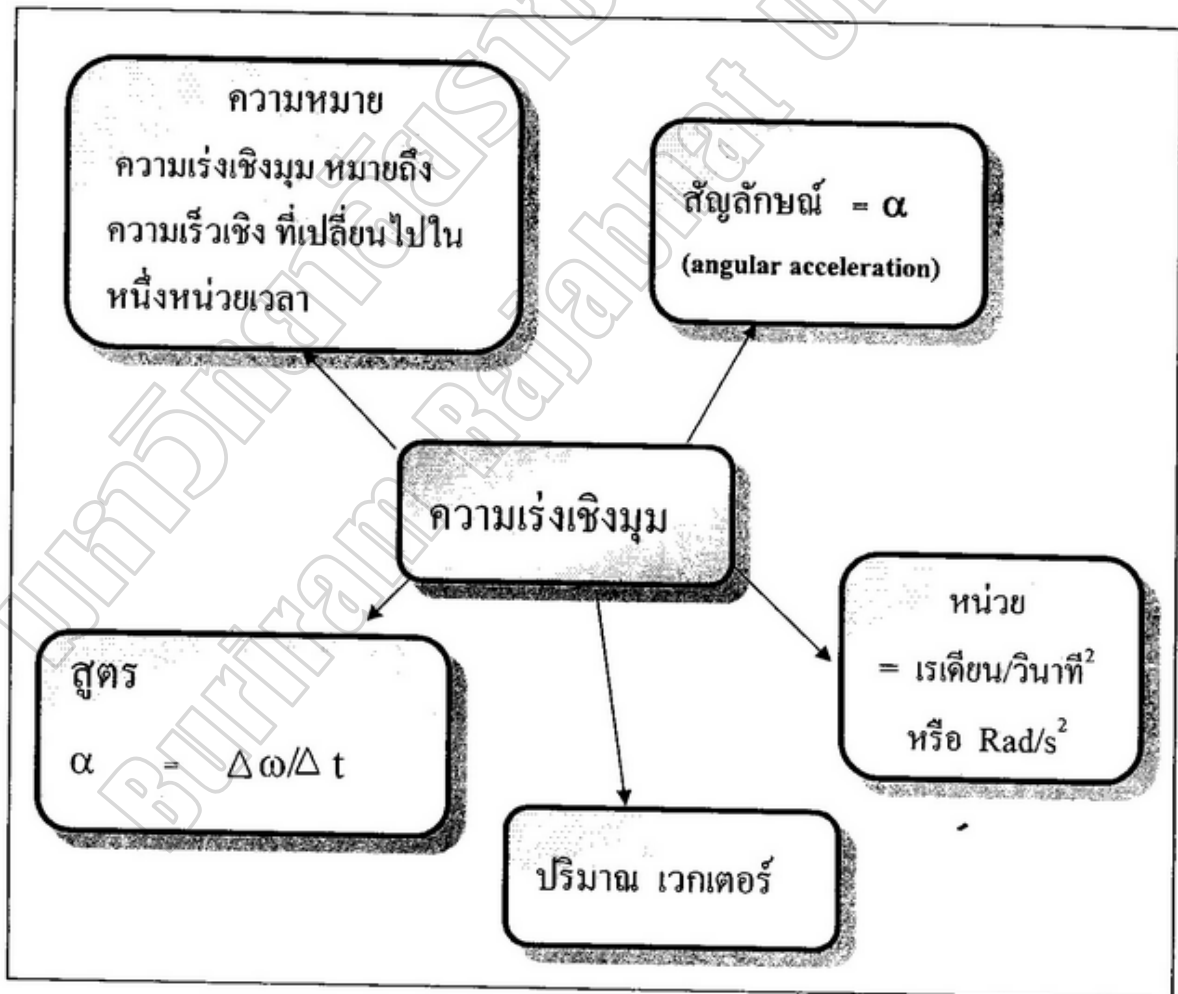 ความหมาย
ความเร่งเชิงมุม หมายถึง
ความเร็วเชิง ที่เปลี่ยนไปใน
หนึ่งหน่วยเวลา
สัญลักษณ์ = α
(angular acceleration)
ความเร่งเชิงมุม
หน่วย
= เรเดียน/วินาที²
หรือ Rad/s²
สูตร
α = Δω/Δ t
ปริมาณ เวกเตอร์
Buriram Rajabhat